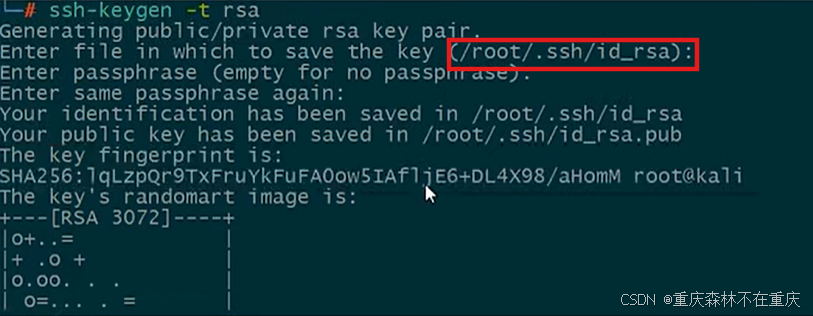 └─# ssh-keygen -t rsa
Generating public/private rsa key pair.
Enter file in which to save the key (/root/.ssh/id_rsa):
Enter passphrase (empty for no passphrase):
Enter same passphrase again:
Your identification has been saved in /root/.ssh/id_rsa
Your public key has been saved in /root/.ssh/id_rsa.pub
The key fingerprint is:
SHA256:lqLzpQr9TxFruYkFuFAOow5IAfljE6+DL4X98/aHomM root@kali
The key's randomart image is:
+---[RSA 3072]----+
|o+..=            |
|+ .o +           |
|o.oo. . .        |
| o=... . =       |
CSDN @重庆森林不在重庆